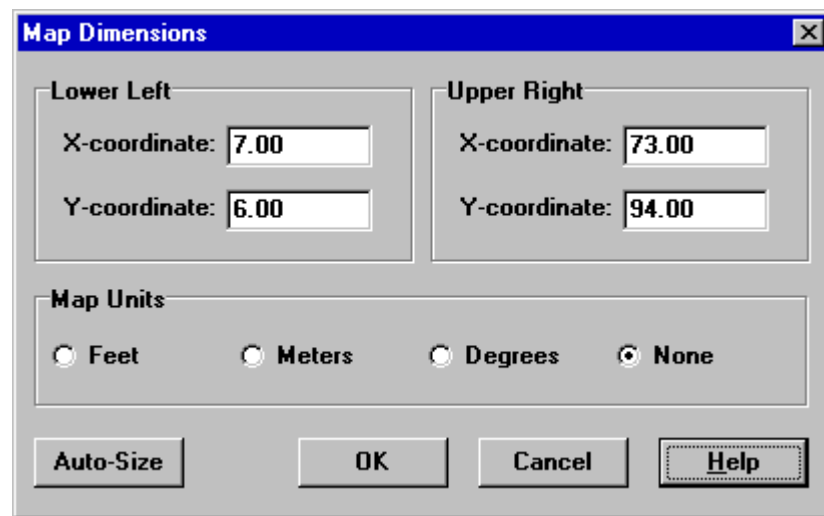 Map Dimensions
Lower Left
X-coordinate: 7.00
Y-coordinate: 6.00
Upper Right
X-coordinate: 73.00
Y-coordinate: 94.00
Map Units
Feet Meters Degrees None
Auto-Size OK Cancel Help